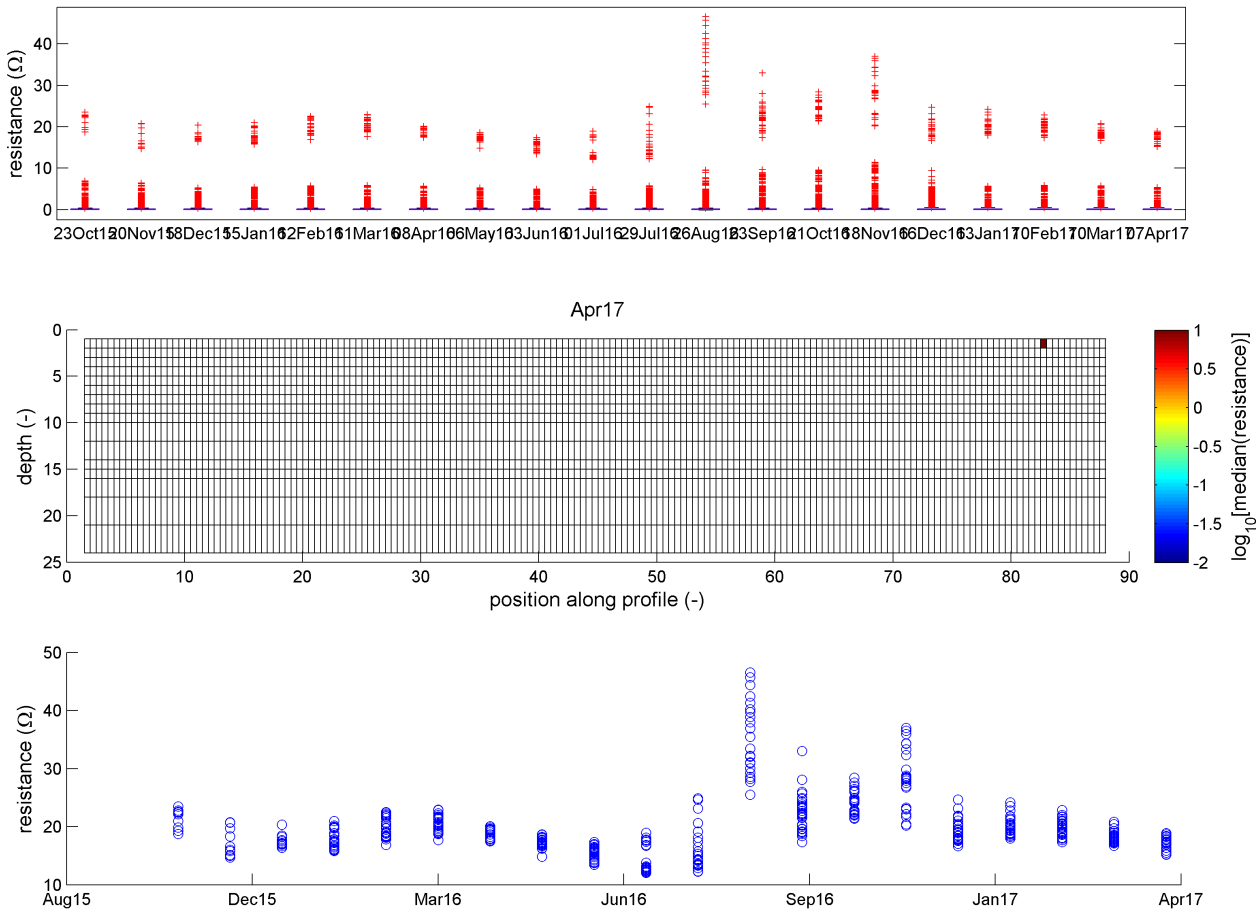 resistance (Ω)
40
30
20
10
0
23Oct15 20Nov15 18Dec15 15Jan16 12Feb16 11Mar16 08Apr16 06May16 03Jun16 01Jul16 29Jul16 26Aug16 23Sep16 21Oct16 18Nov16 16Dec16 13Jan17 10Feb17 10Mar17 07Apr17
Apr17
depth (-)
0
5
10
15
20
25
0 10 20 30 40 50 60 70 80 90
position along profile (-)
1
0.5
0
-0.5
-1
-1.5
-2
log10[median(resistance)]
resistance (Ω)
50
40
30
20
10
Aug15 Dec15 Mar16 Jun16 Sep16 Jan17 Apr17